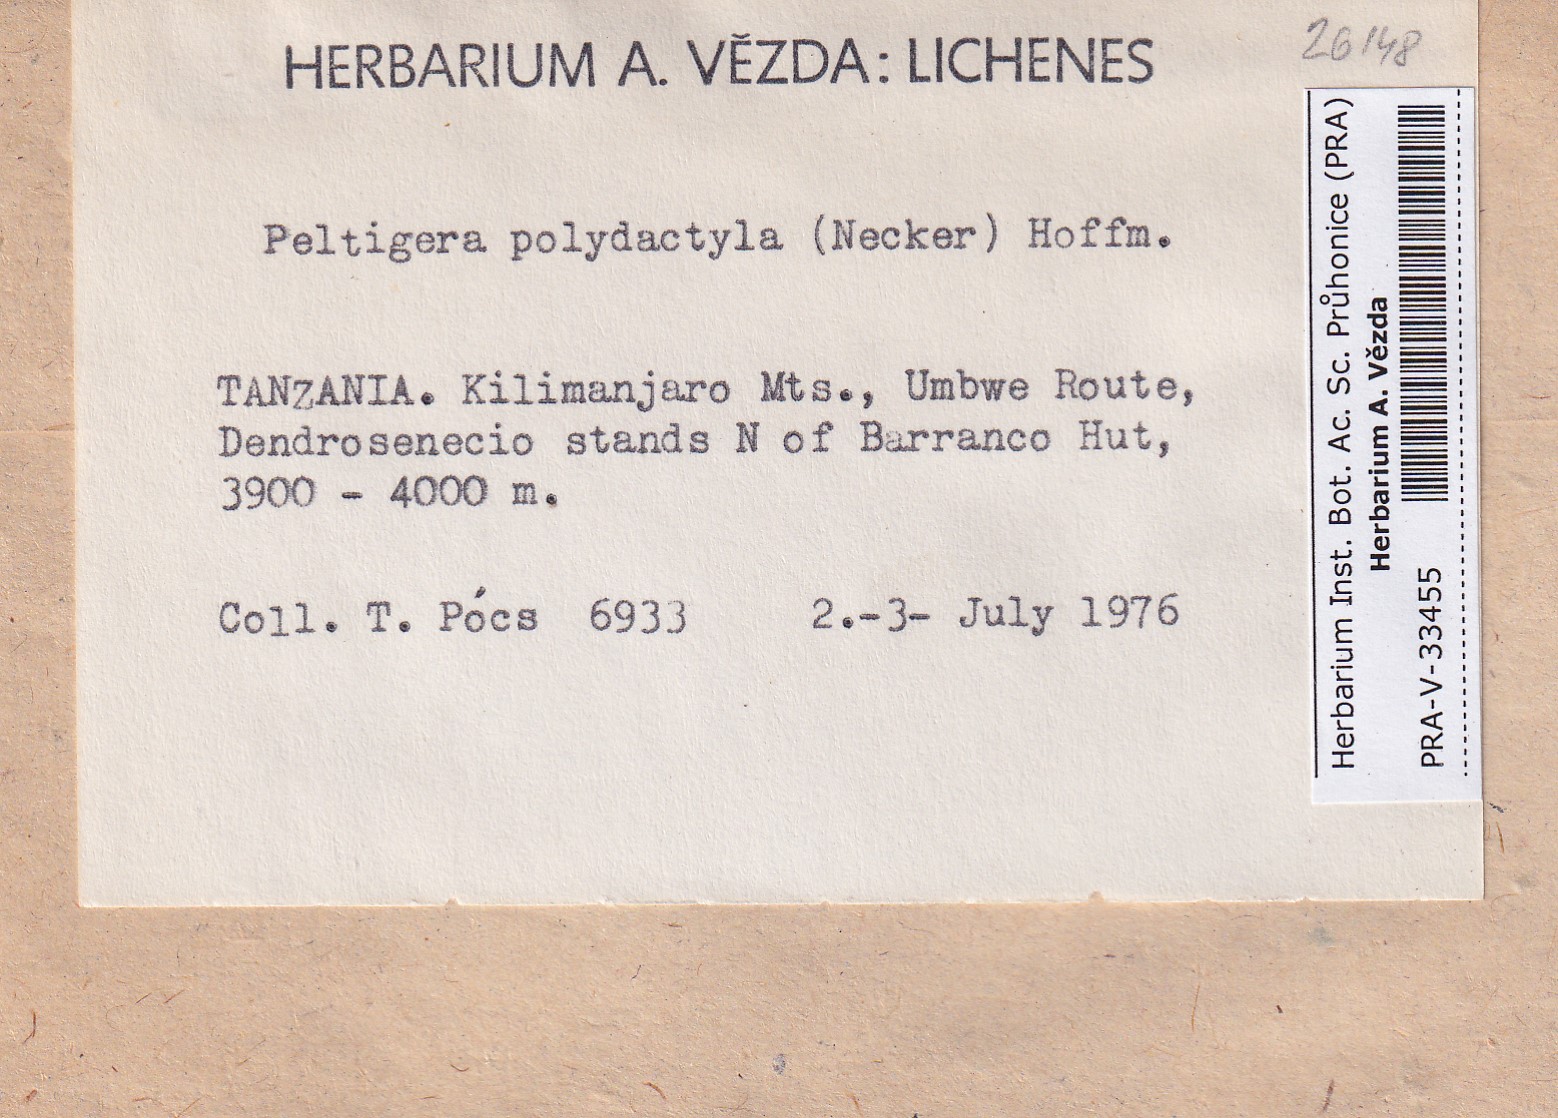 HERBARIUM A. VĚZDA: LICHENES
26148
Peltigera polydactyla (Necker) Hoffm.
TANZANIA. Kilimanjaro Mts., Umbwe Route,
Dendrosenecio stands N of Barranco Hut,
3900 - 4000 m.
Coll. T. Pócs 6933 2.-3- July 1976
Herbarium Inst. Bot. Ac. Sc. Průhonice (PRA)
Herbarium A. Vězda
PRA-V-33455